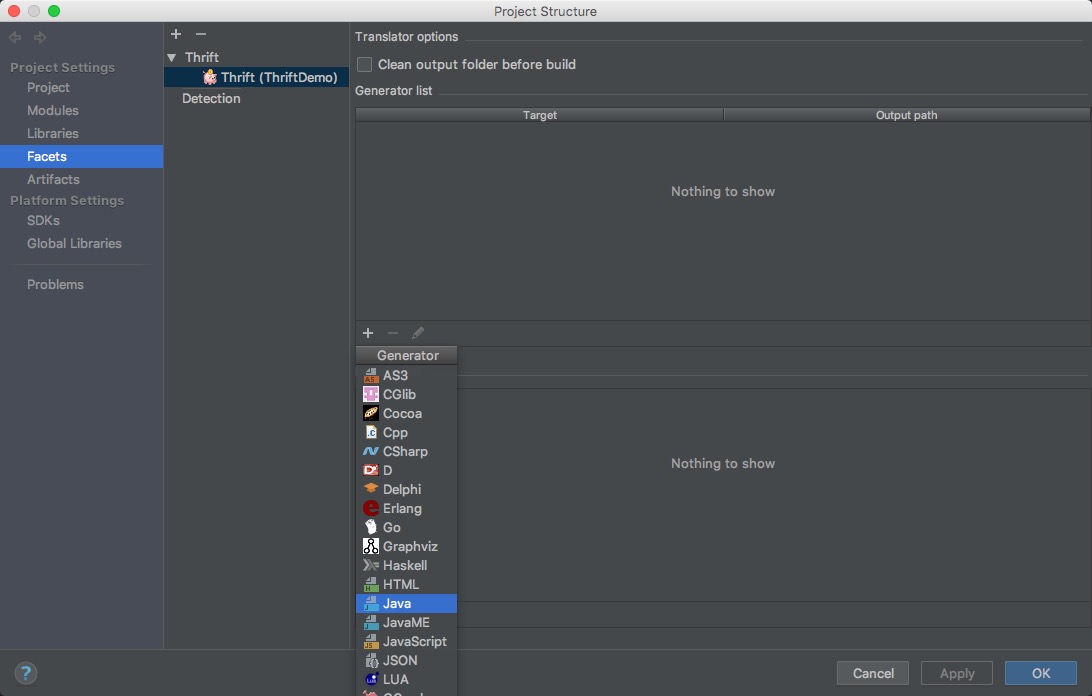 Project Structure
Project Settings
Project
Modules
Libraries
Facets
Artifacts
Platform Settings
SDKs
Global Libraries
Problems
Thrift
Thrift (ThriftDemo)
Detection
Translator options
Clean output folder before build
Generator list
Target Output path
Nothing to show
Generator
AS3
CGlib
Cocoa
Cpp
CSharp
D
Delphi
Erlang
Go
Graphviz
Haskell
HTML
Java
JavaME
JavaScript
JSON
LUA
Nothing to show
?
Cancel Apply OK